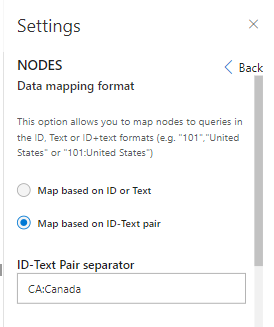 Settings
NODES
Back
Data mapping format
This option allows you to map nodes to queries in
the ID, Text or ID+text formats (e.g. "101","United
States" or "101:United States")
Map based on ID or Text
Map based on ID-Text pair
ID-Text Pair separator
CA:Canada